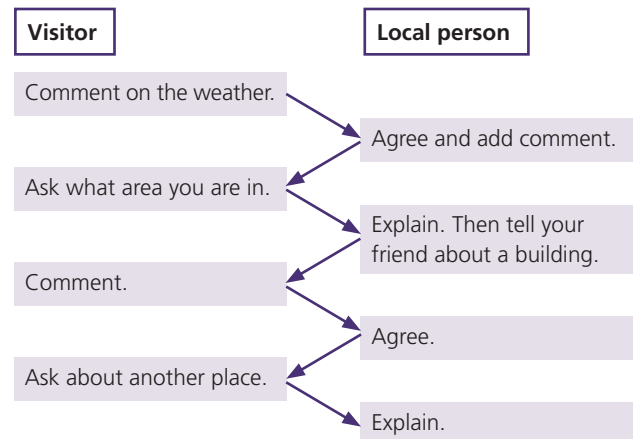 Visitor
Local person
Comment on the weather.
Agree and add comment.
Ask what area you are in.
Explain. Then tell your
friend about a building.
Comment.
Agree.
Ask about another place.
Explain.